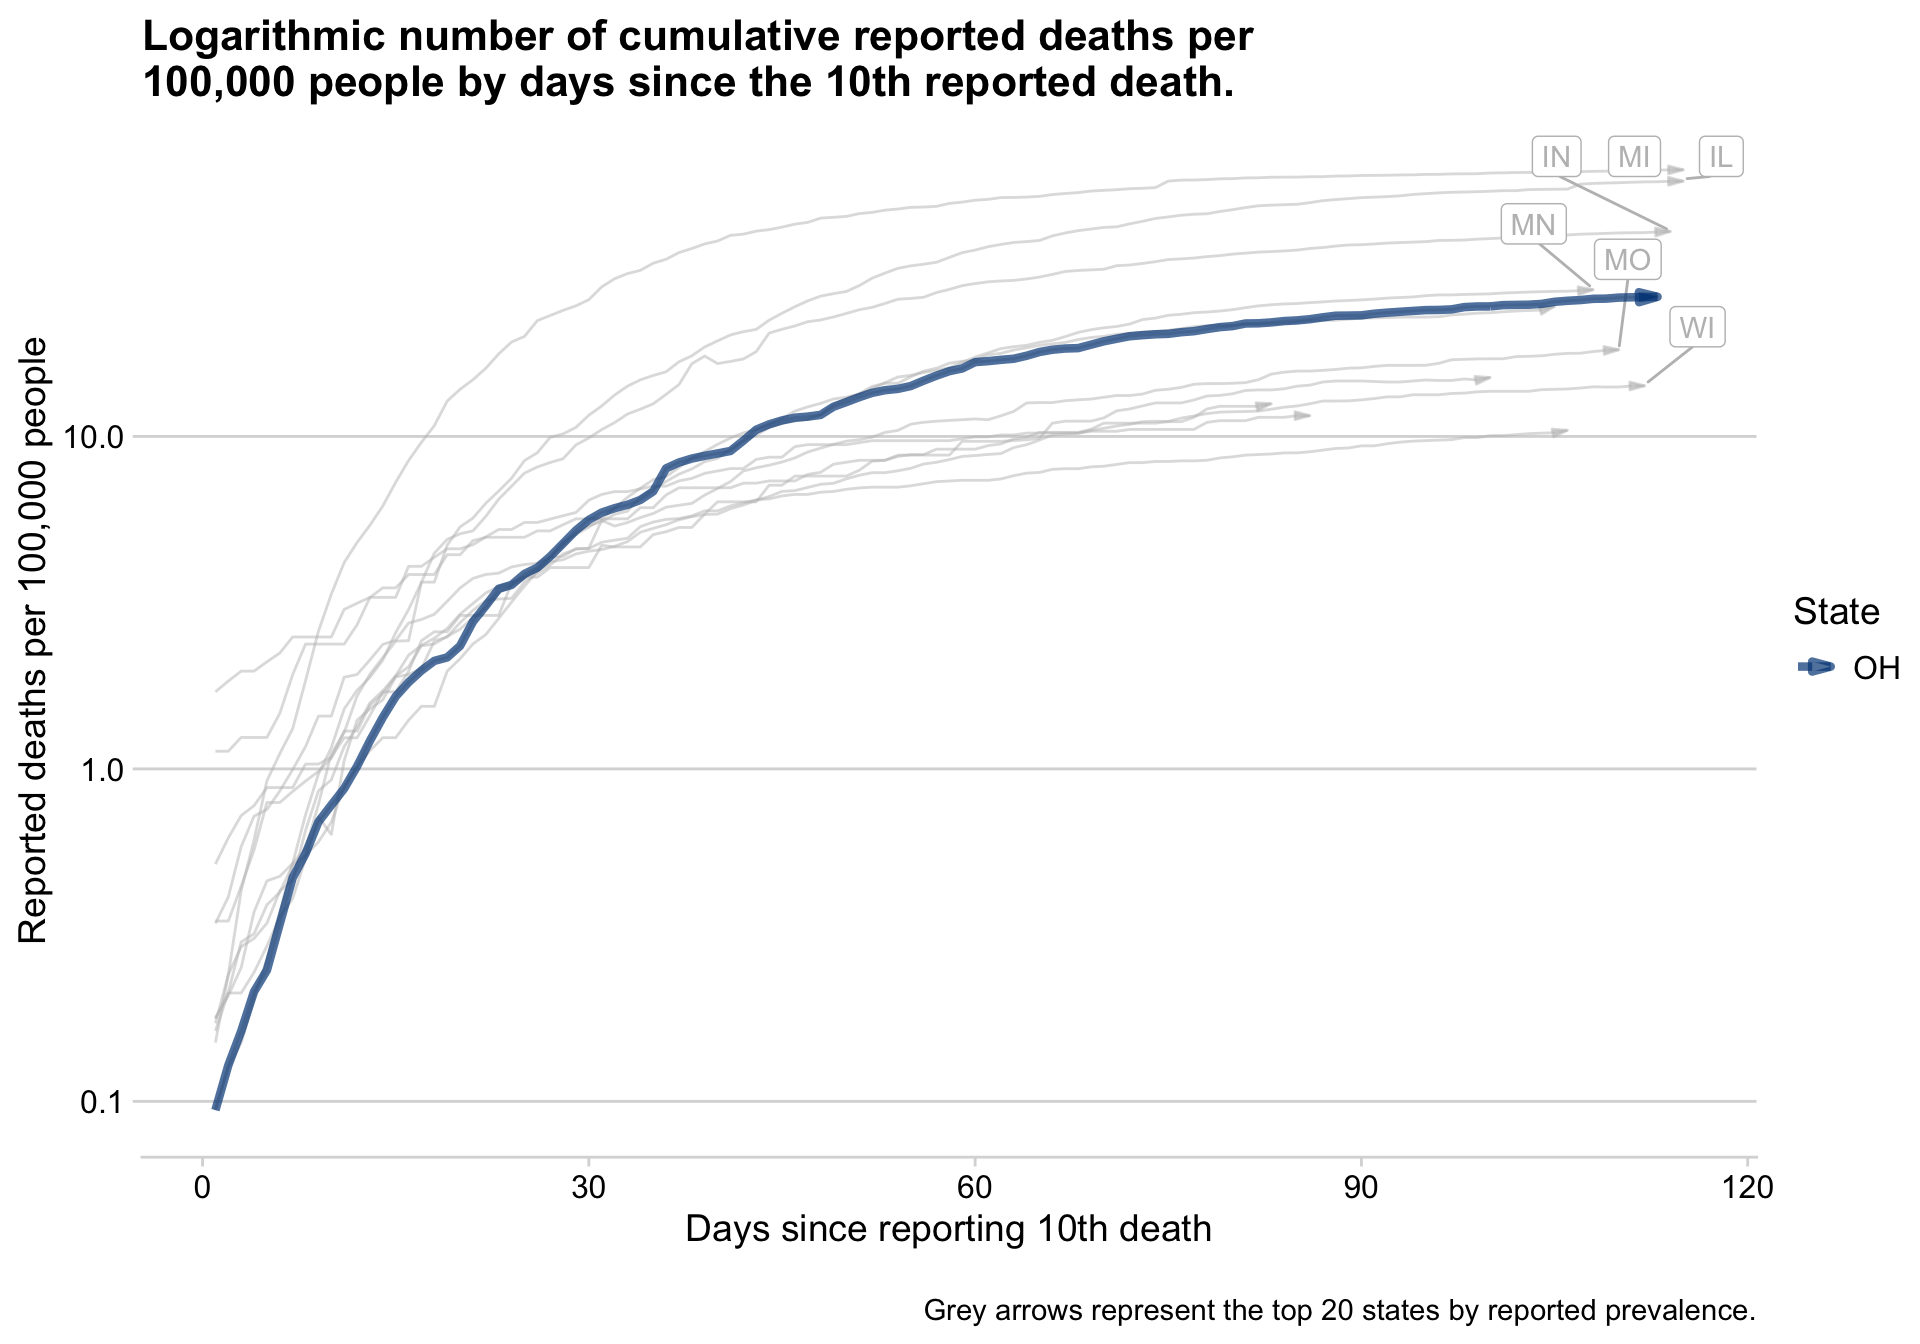 Logarithmic number of cumulative reported deaths per
100,000 people by days since the 10th reported death.
IN MI IL
MN
MO
WI
Reported deaths per 100,000 people
10.0
1.0
0.1
State
OH
0 30 60 90 120
Days since reporting 10th death
Grey arrows represent the top 20 states by reported prevalence.